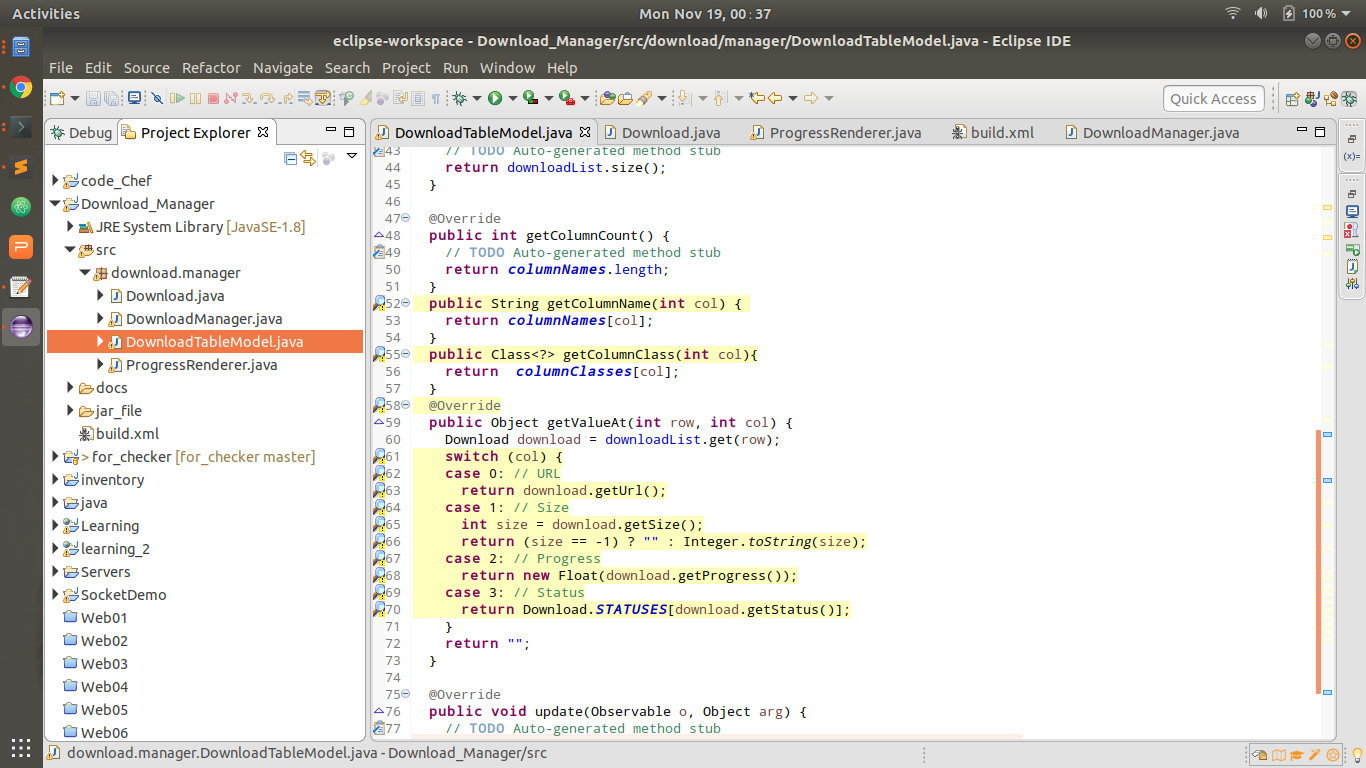 Activities
Mon Nov 19, 00:37
100 %
eclipse-workspace - Download_Manager/src/download/manager/DownloadTableModel.java - Eclipse IDE
File Edit Source Refactor Navigate Search Project Run Window Help
Quick Access
Debug Project Explorer
code_Chef
Download_Manager
JRE System Library [JavaSE-1.8]
src
download.manager
Download.java
DownloadManager.java
DownloadTableModel.java
ProgressRenderer.java
docs
jar_file
build.xml
> for_checker [for_checker master]
inventory
java
Learning
learning_2
Servers
SocketDemo
Web01
Web02
Web03
Web04
Web05
Web06
DownloadTableModel.java Download.java ProgressRenderer.java build.xml DownloadManager.java
43 // TODO Auto-generated method stub
44 return downloadList.size();
45 }
46
47 @Override
48 public int getColumnCount() {
49 // TODO Auto-generated method stub
50 return columnNames.length;
51 }
52 public String getColumnName(int col) {
53 return columnNames[col];
54 }
55 public Class<?> getColumnClass(int col){
56 return  columnClasses[col];
57 }
58 @Override
59 public Object getValueAt(int row, int col) {
60 Download download = downloadList.get(row);
61 switch (col) {
62 case 0: // URL
63 return download.getUrl();
64 case 1: // Size
65 int size = download.getSize();
66 return (size == -1) ? "" : Integer.toString(size);
67 case 2: // Progress
68 return new Float(download.getProgress());
69 case 3: // Status
70 return Download.STATUSES[download.getStatus()];
71 }
72 return "";
73 }
74
75 @Override
76 public void update(Observable o, Object arg) {
77 // TODO Auto-generated method stub
(x)=
download.manager.DownloadTableModel.java - Download_Manager/src